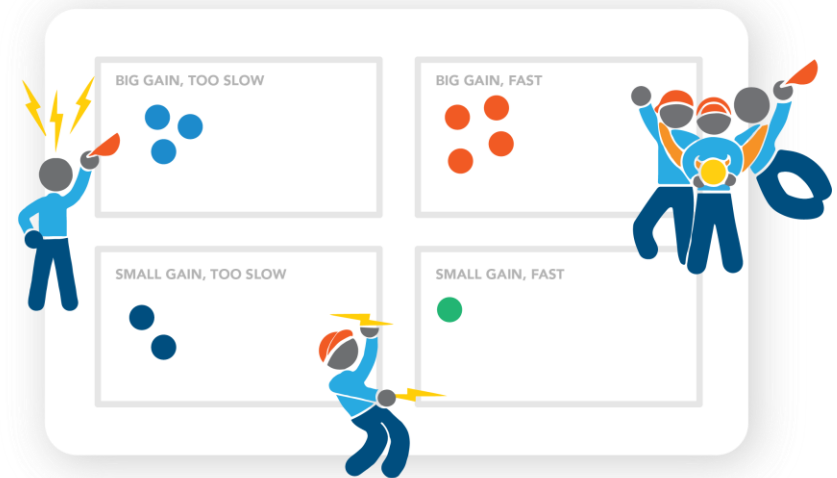 BIG GAIN, TOO SLOW
BIG GAIN, FAST
SMALL GAIN, TOO SLOW
SMALL GAIN, FAST